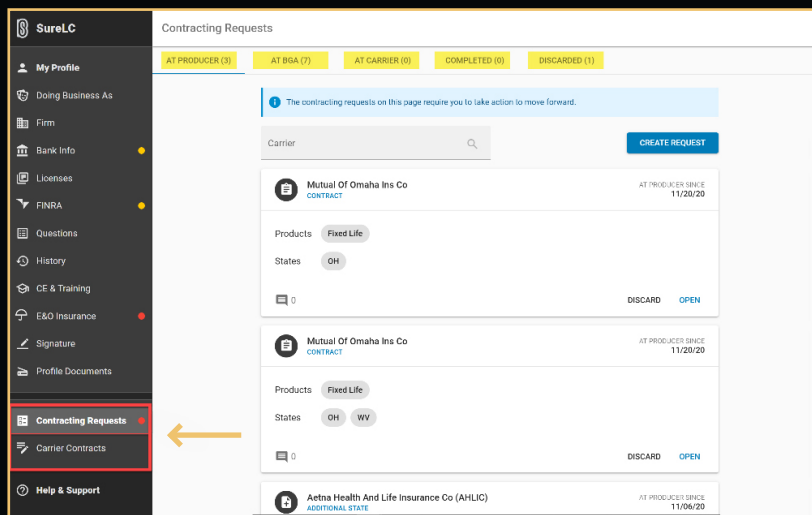 SureLC
Contracting Requests
My Profile
Doing Business As
Firm
Bank Info
Licenses
FINRA
Questions
History
CE & Training
E&O Insurance
Signature
Profile Documents
Contracting Requests
Carrier Contracts
Help & Support
AT PRODUCER (3) AT BGA (7) AT CARRIER (0) COMPLETED (0) DISCARDED (1)
The contracting requests on this page require you to take action to move forward.
Carrier CREATE REQUEST
Mutual Of Omaha Ins Co AT PRODUCER SINCE
CONTRACT 11/20/20
Products Fixed Life
States OH
0 DISCARD OPEN
Mutual Of Omaha Ins Co AT PRODUCER SINCE
CONTRACT 11/20/20
Products Fixed Life
States OH WV
0 DISCARD OPEN
Aetna Health And Life Insurance Co (AHLIC) AT PRODUCER SINCE
ADDITIONAL STATE 11/06/20